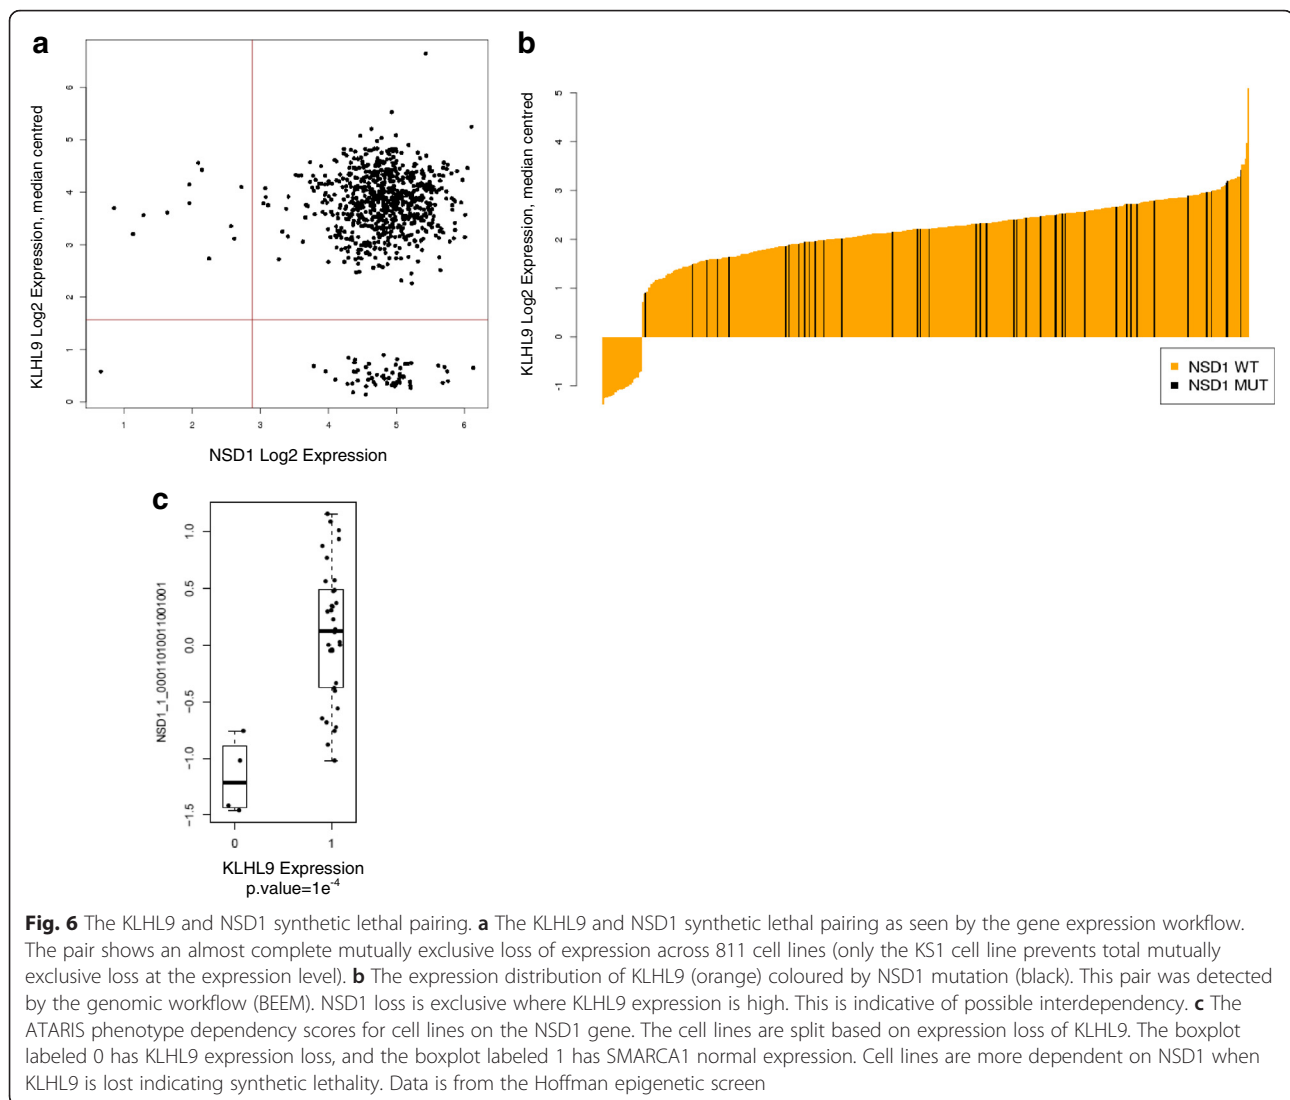 a
KLHL9 Log2 Expression, median centred
6
5
4
3
2
1
0
1 2 3 4 5 6
NSD1 Log2 Expression
b
KLHL9 Log2 Expression, median centred
5
4
3
2
1
0
-1
NSD1 WT
NSD1 MUT
c
NSD1_1_00011010011001001
1.0
0.5
0.0
-0.5
-1.0
-1.5
0 1
KLHL9 Expression
p.value=1e-4
Fig. 6 The KLHL9 and NSD1 synthetic lethal pairing. a The KLHL9 and NSD1 synthetic lethal pairing as seen by the gene expression workflow.
The pair shows an almost complete mutually exclusive loss of expression across 811 cell lines (only the KS1 cell line prevents total mutually
exclusive loss at the expression level). b The expression distribution of KLHL9 (orange) coloured by NSD1 mutation (black). This pair was detected
by the genomic workflow (BEEM). NSD1 loss is exclusive where KLHL9 expression is high. This is indicative of possible interdependency. c The
ATARIS phenotype dependency scores for cell lines on the NSD1 gene. The cell lines are split based on expression loss of KLHL9. The boxplot
labeled 0 has KLHL9 expression loss, and the boxplot labeled 1 has SMARCA1 normal expression. Cell lines are more dependent on NSD1 when
KLHL9 is lost indicating synthetic lethality. Data is from the Hoffman epigenetic screen